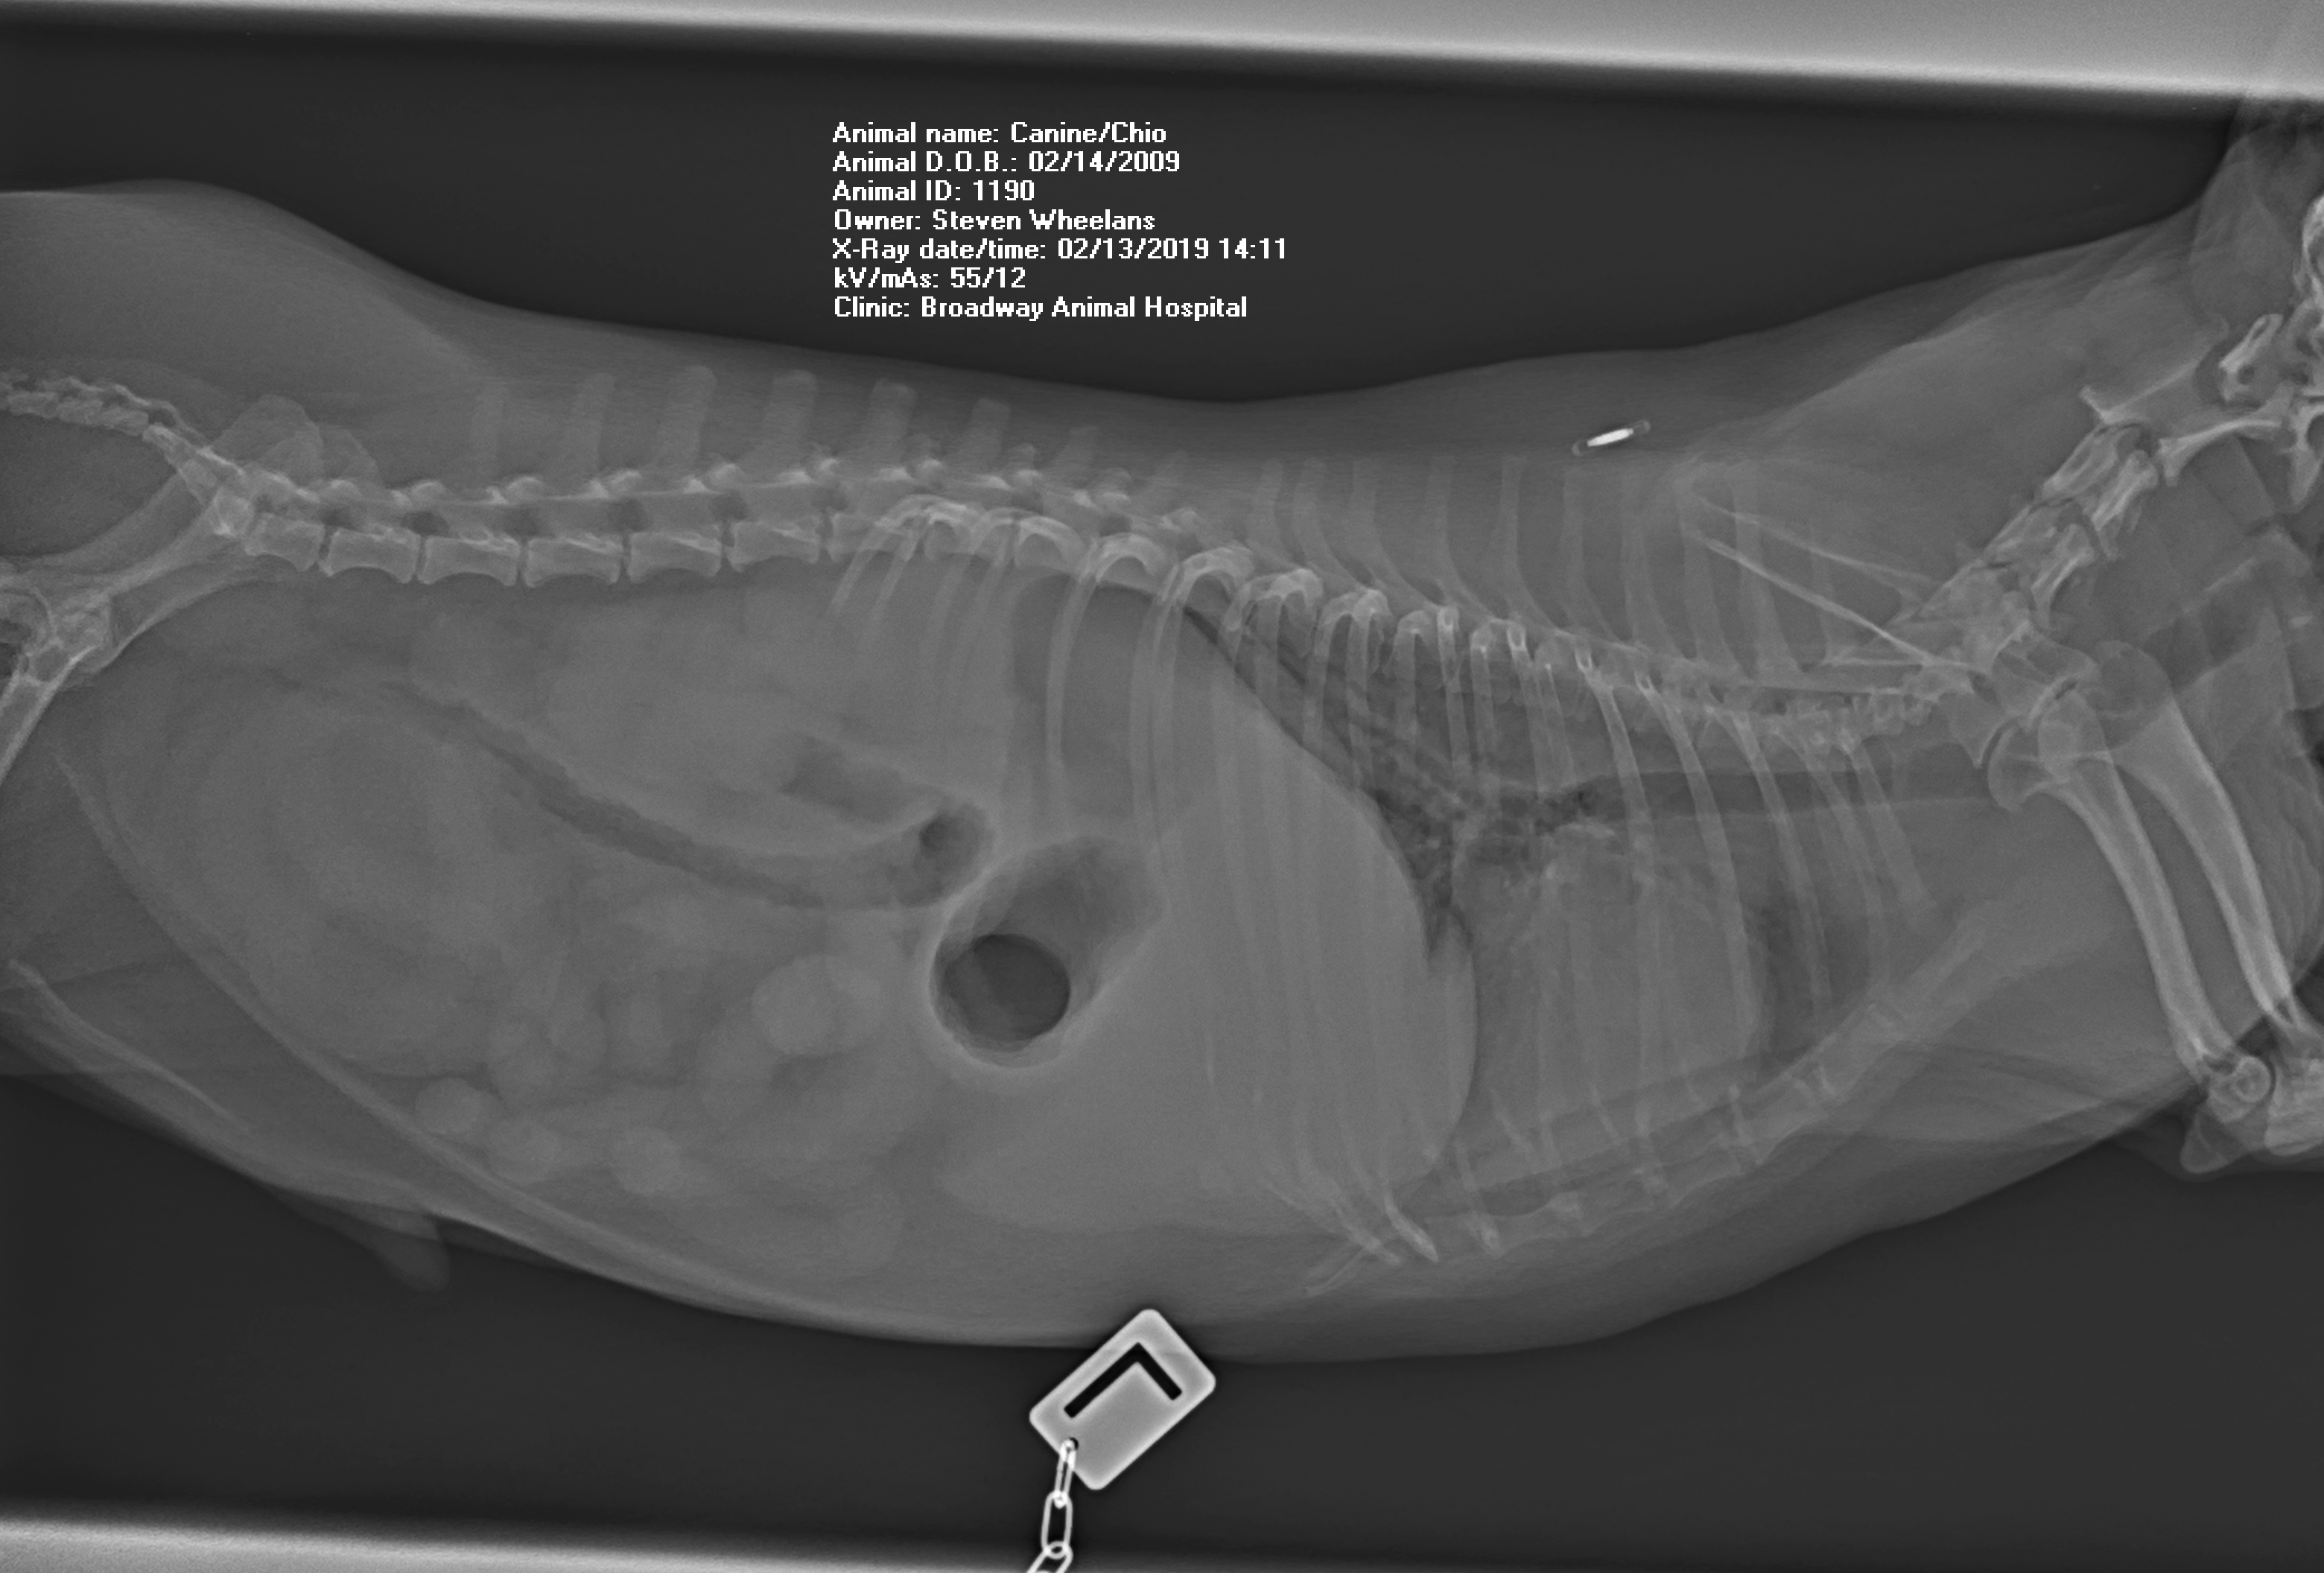 Animal name: Canine/Chio
Animal D.O.B.: 02/14/2009
Animal ID: 1190
Owner: Steven Wheelans
X-Ray date/time: 02/13/2019 14:11
kV/mAs: 55/12
Clinic: Broadway Animal Hospital
L